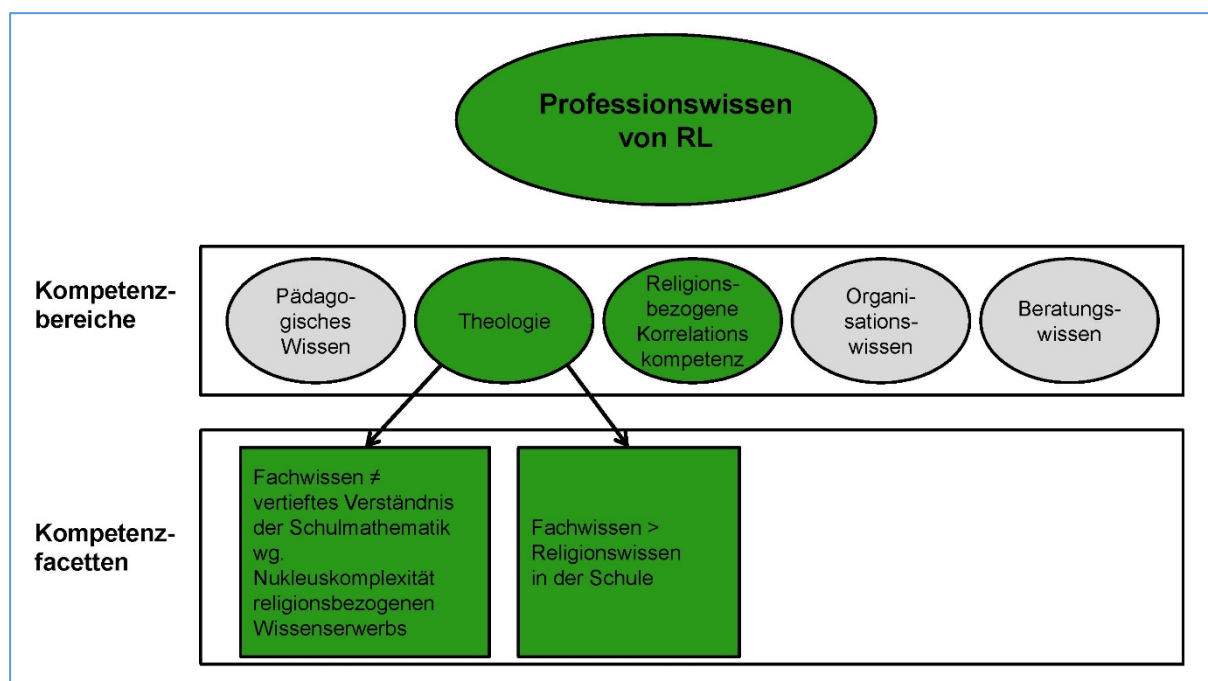 Professionswissen
von RL
Kompetenz-
bereiche
Pädago-
gisches
Wissen
Theologie
Religions-
bezogene
Korrelations
kompetenz
Organi-
sations-
wissen
Beratungs-
wissen
Kompetenz-
facetten
Fachwissen ≠
vertieftes Verständnis
der Schulmathematik
wg.
Nukleuskomplexität
religionsbezogenen
Wissenserwerbs
Fachwissen >
Religionswissen
in der Schule